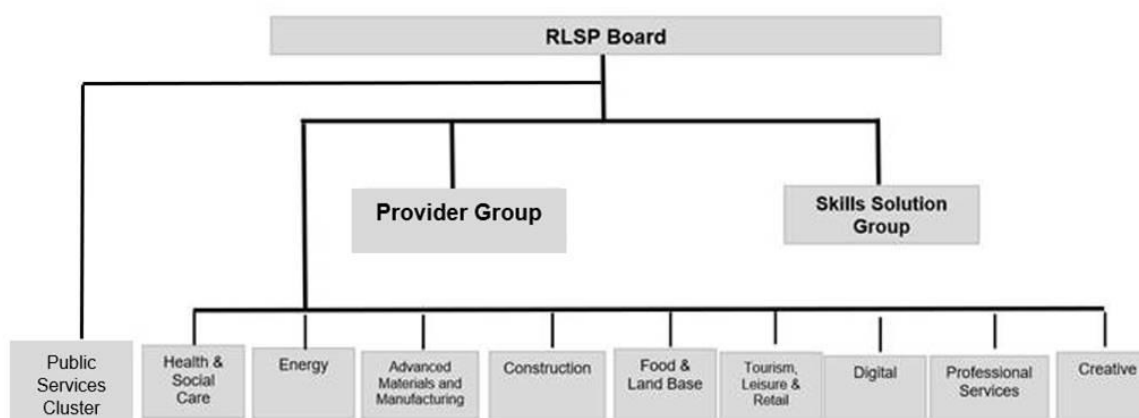 RLSP Board
Provider Group
Skills Solution
Group
Public
Services
Cluster
Health &
Social
Care
Energy
Advanced
Materials and
Manufacturing
Construction
Food &
Land Base
Tourism,
Leisure &
Retail
Digital
Professional
Services
Creative